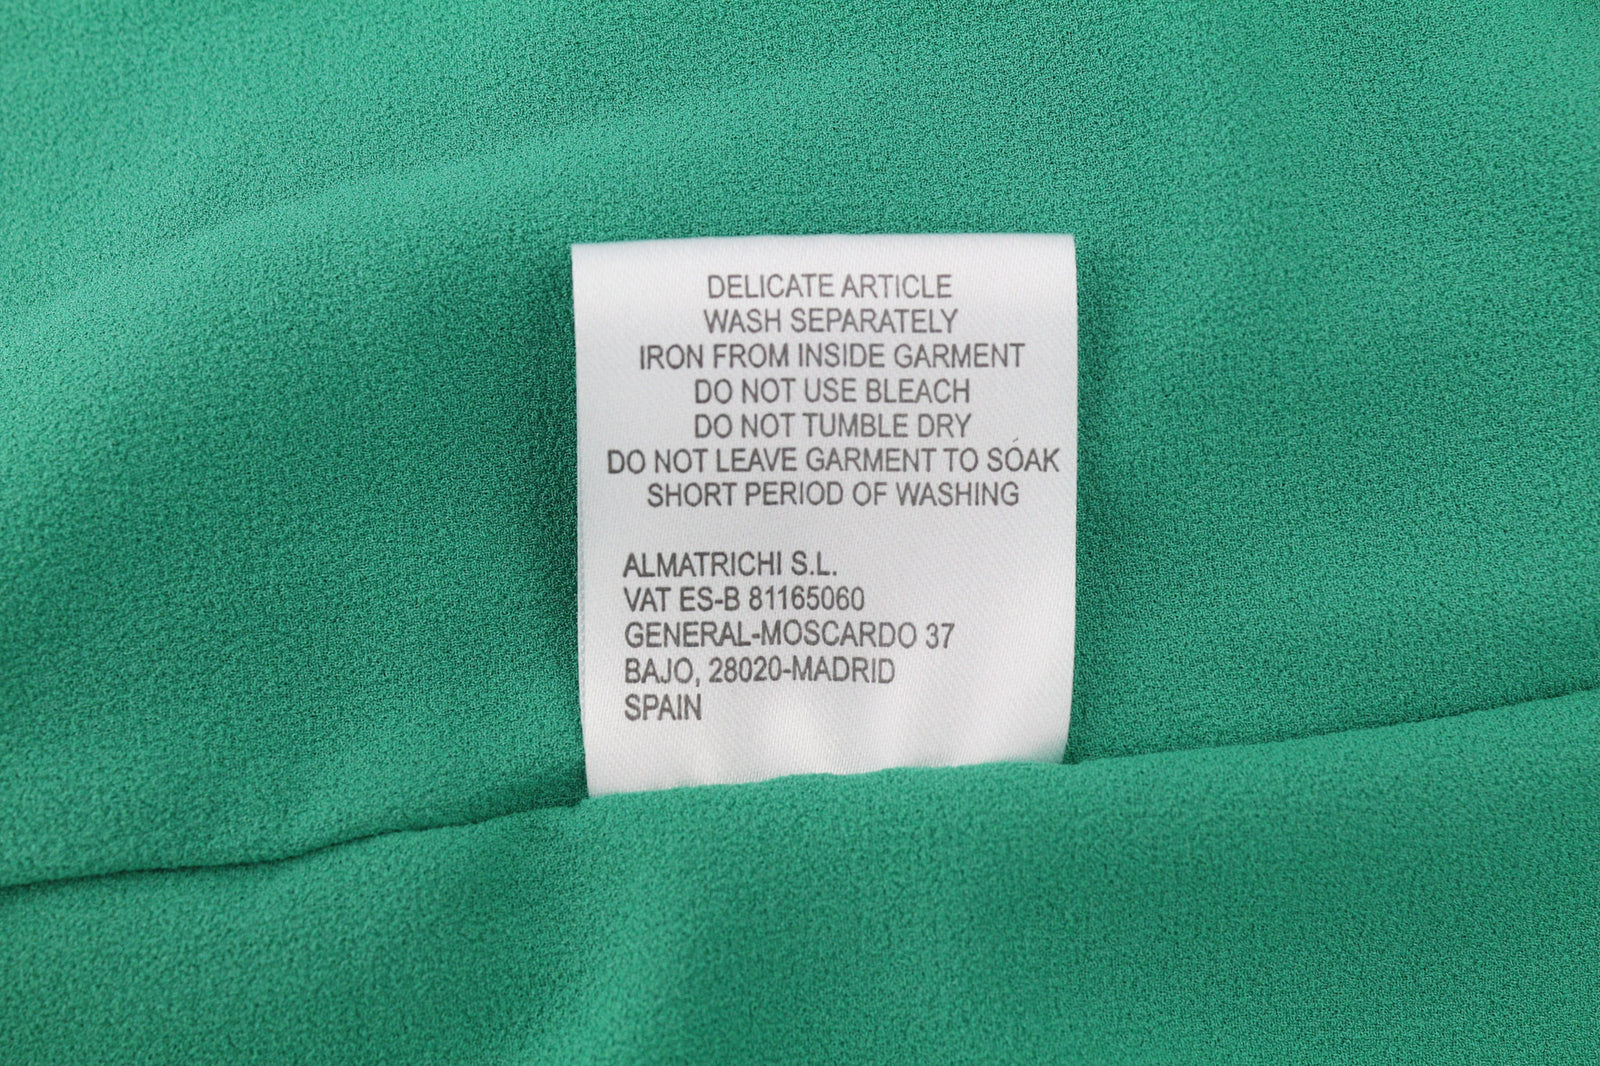 DELICATE ARTICLE
WASH SEPARATELY
IRON FROM INSIDE GARMENT
DO NOT USE BLEACH
DO NOT TUMBLE DRY
DO NOT LEAVE GARMENT TO SOAK
SHORT PERIOD OF WASHING
ALMATRICHI S.L.
VAT ES-B 81165060
GENERAL-MOSCARDO 37
BAJO, 28020-MADRID
SPAIN